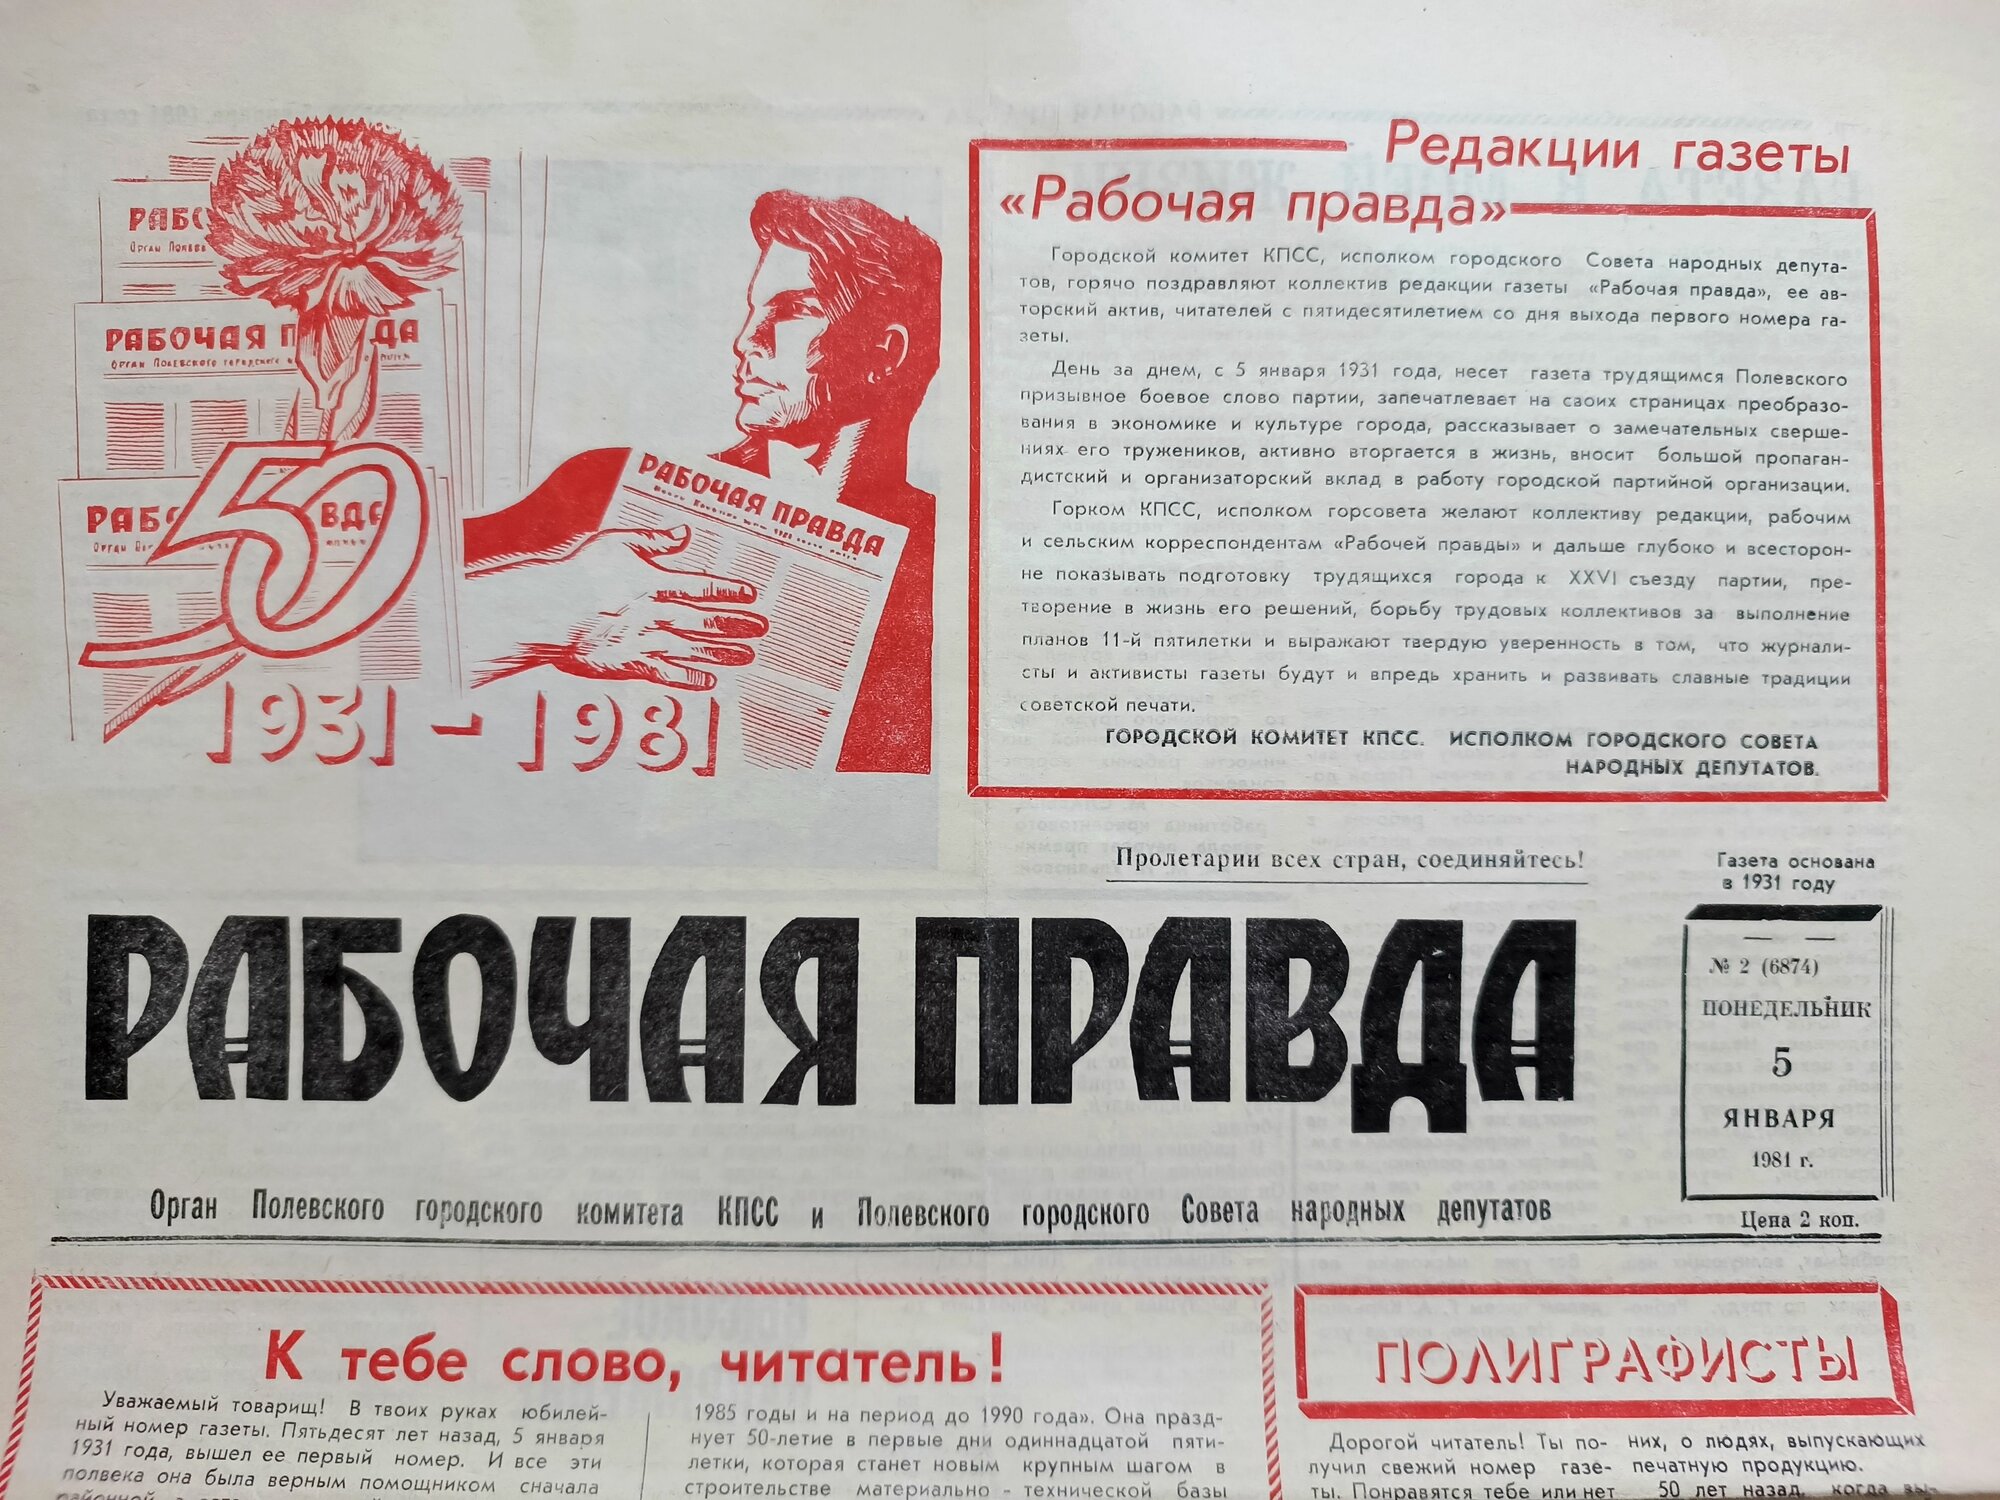 РАБО
РАБОЧАЯ П ДА
Орган Полевского городского
РАБО ВДА
50
1931 - 1981
РАБОЧАЯ ПРАВДА
Редакции газеты
«Рабочая правда»
Городской комитет КПСС, исполком городского Совета народных депута-
тов, горячо поздравляют коллектив редакции газеты «Рабочая правда», ее ав-
торский актив, читателей с пятидесятилетием со дня выхода первого номера га-
зеты.
День за днем, с 5 января 1931 года, несет газета трудящимся Полевского
призывное боевое слово партии, запечатлевает на своих страницах преобразо-
вания в экономике и культуре города, рассказывает о замечательных сверше-
ниях его тружеников, активно вторгается в жизнь, вносит большой пропаган-
дистский и организаторский вклад в работу городской партийной организации.
Горком КПСС, исполком горсовета желают коллективу редакции, рабочим
и сельским корреспондентам «Рабочей правды» и дальше глубоко и всесторон-
не показывать подготовку трудящихся города к XXVI съезду партии, пре-
творение в жизнь его решений, борьбу трудовых коллективов за выполнение
планов 11-й пятилетки и выражают твердую уверенность в том, что журнали-
сты и активисты газеты будут и впредь хранить и развивать славные традиции
советской печати.
ГОРОДСКОЙ КОМИТЕТ КПСС. ИСПОЛКОМ ГОРОДСКОГО СОВЕТА
НАРОДНЫХ ДЕПУТАТОВ.
Пролетарии всех стран, соединяйтесь!
Газета основана
в 1931 году
РАБОЧАЯ ПРАВДА
№ 2 (6874)
ПОНЕДЕЛЬНИК
5
ЯНВАРЯ
1981 г.
Цена 2 коп.
Орган Полевского городского комитета КПСС и Полевского городского Совета народных депутатов
К тебе слово, читатель!
Уважаемый товарищ! В твоих руках юбилей-
ный номер газеты. Пятьдесят лет назад, 5 января
1931 года, вышел ее первый номер. И все эти
полвека она была верным помощником сначала
1985 годы и на период до 1990 года». Она празд-
нует 50-летие в первые дни одиннадцатой пяти-
летки, которая станет новым крупным шагом в
строительстве материально - технической базы
ПОЛИГРАФИСТЫ
Дорогой читатель! Ты по-
лучил свежий номер газе-
ты. Понравятся тебе или нет
них, о людях, выпускающих
печатную продукцию.
50 лет назад, когда вы-